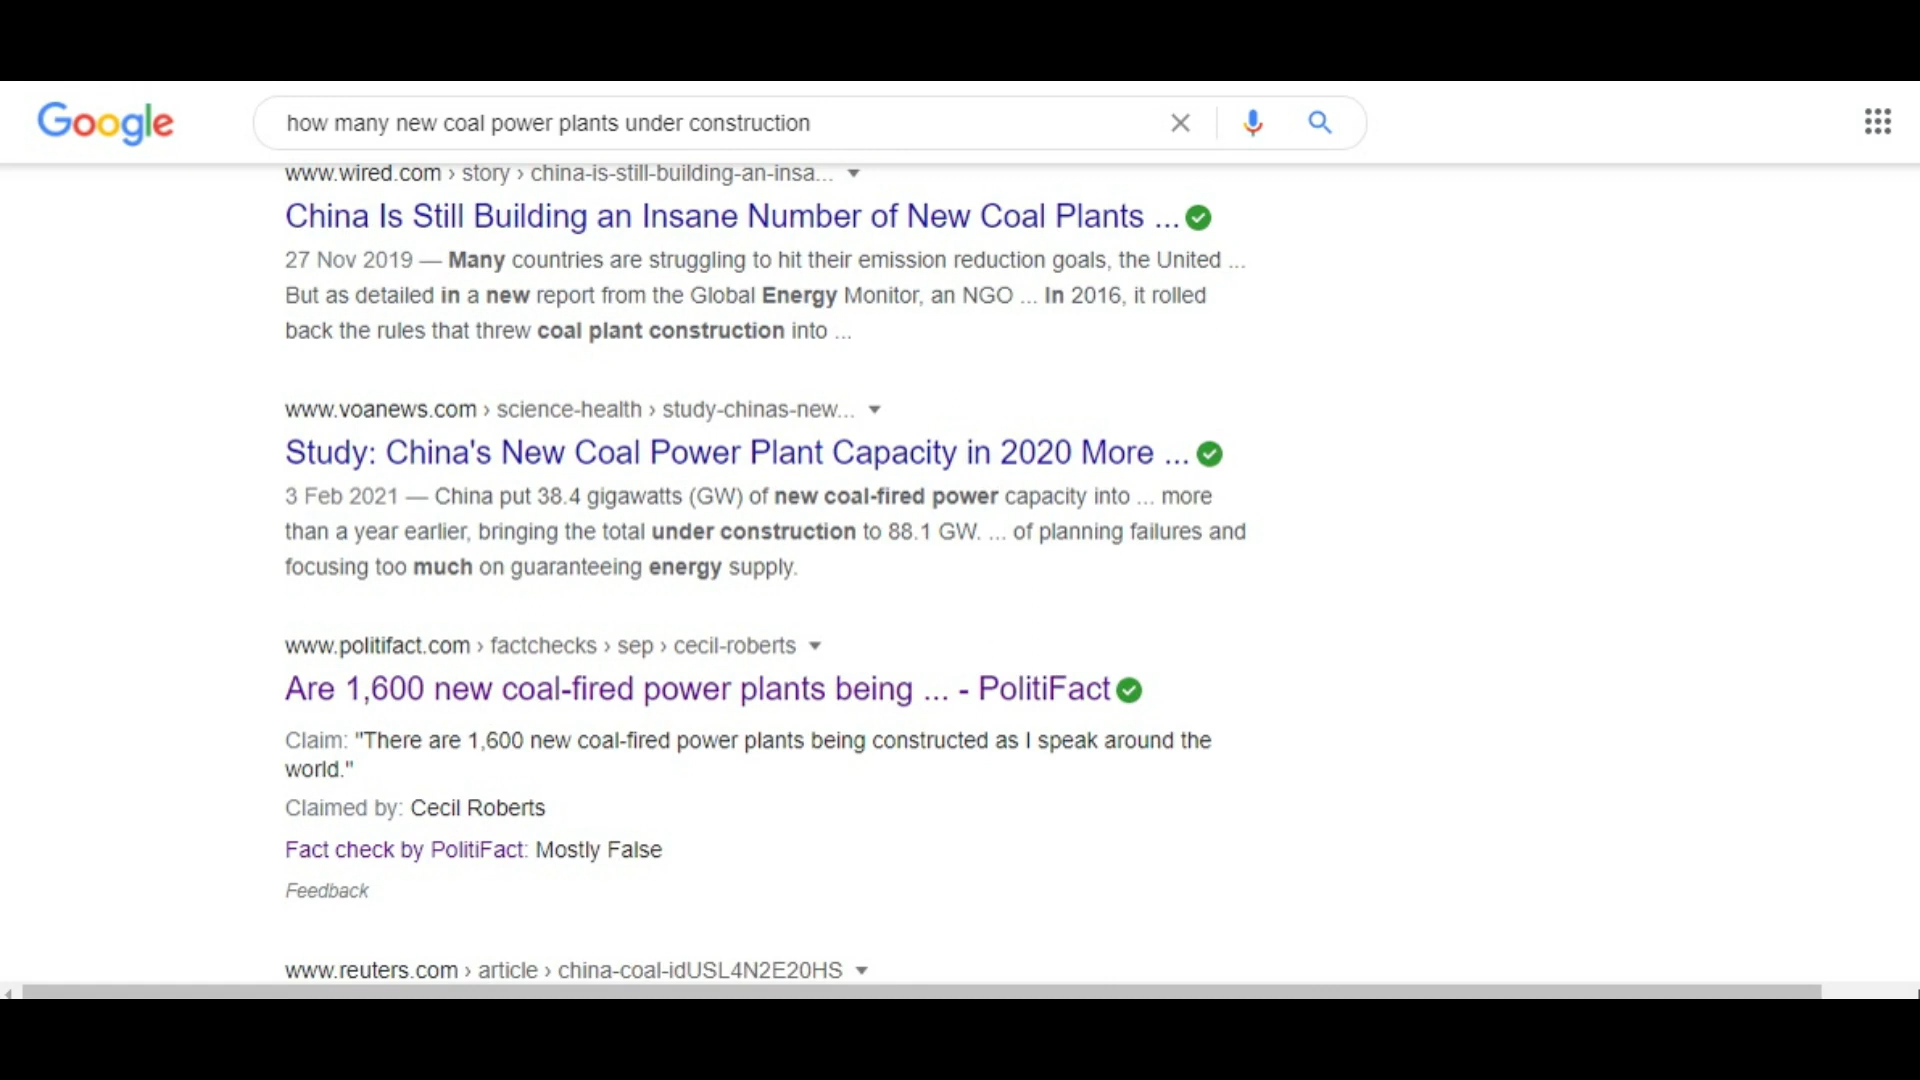 Google
how many new coal power plants under construction
www.wired.com › story › china-is-still-building-an-insa...
China Is Still Building an Insane Number of New Coal Plants ...
27 Nov 2019 — Many countries are struggling to hit their emission reduction goals, the United ...
But as detailed in a new report from the Global Energy Monitor, an NGO ... In 2016, it rolled
back the rules that threw coal plant construction into ...
www.voanews.com › science-health › study-chinas-new...
Study: China's New Coal Power Plant Capacity in 2020 More ...
3 Feb 2021 — China put 38.4 gigawatts (GW) of new coal-fired power capacity into ... more
than a year earlier, bringing the total under construction to 88.1 GW. ... of planning failures and
focusing too much on guaranteeing energy supply.
www.politifact.com › factchecks › sep › cecil-roberts
Are 1,600 new coal-fired power plants being ... - PolitiFact
Claim: "There are 1,600 new coal-fired power plants being constructed as I speak around the
world."
Claimed by: Cecil Roberts
Fact check by PolitiFact: Mostly False
Feedback
www.reuters.com › article › china-coal-idUSL4N2E20HS